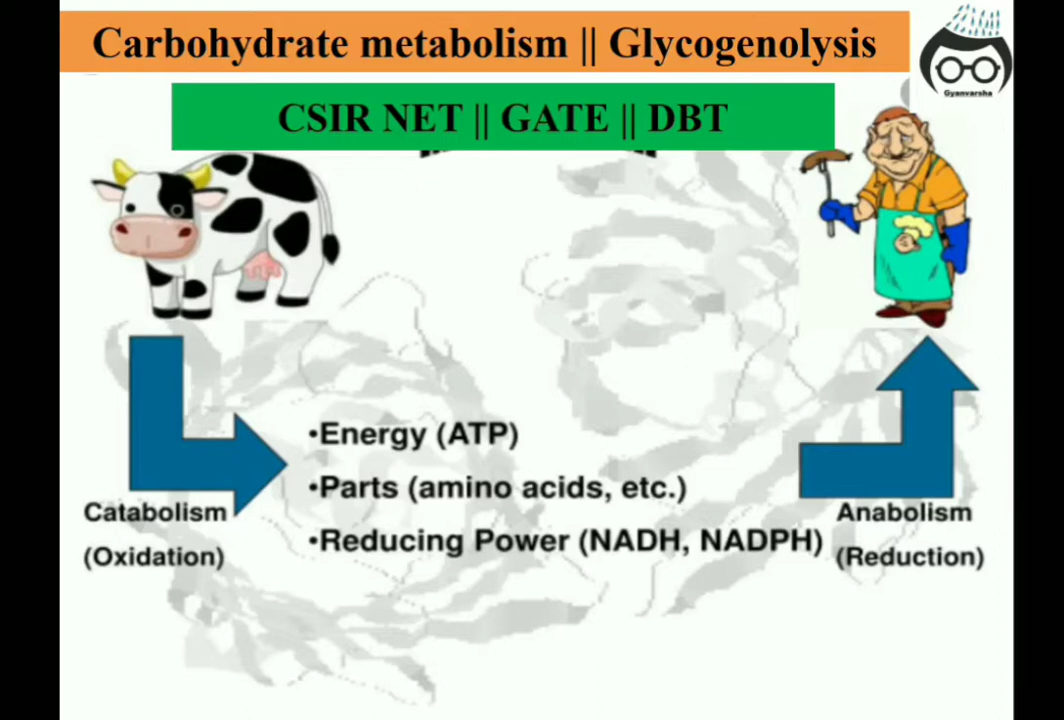 Carbohydrate metabolism || Glycogenolysis
Gyanvarsha
CSIR NET || GATE || DBT
•Energy (ATP)
•Parts (amino acids, etc.)
•Reducing Power (NADH, NADPH)
Catabolism
(Oxidation)
Anabolism
(Reduction)